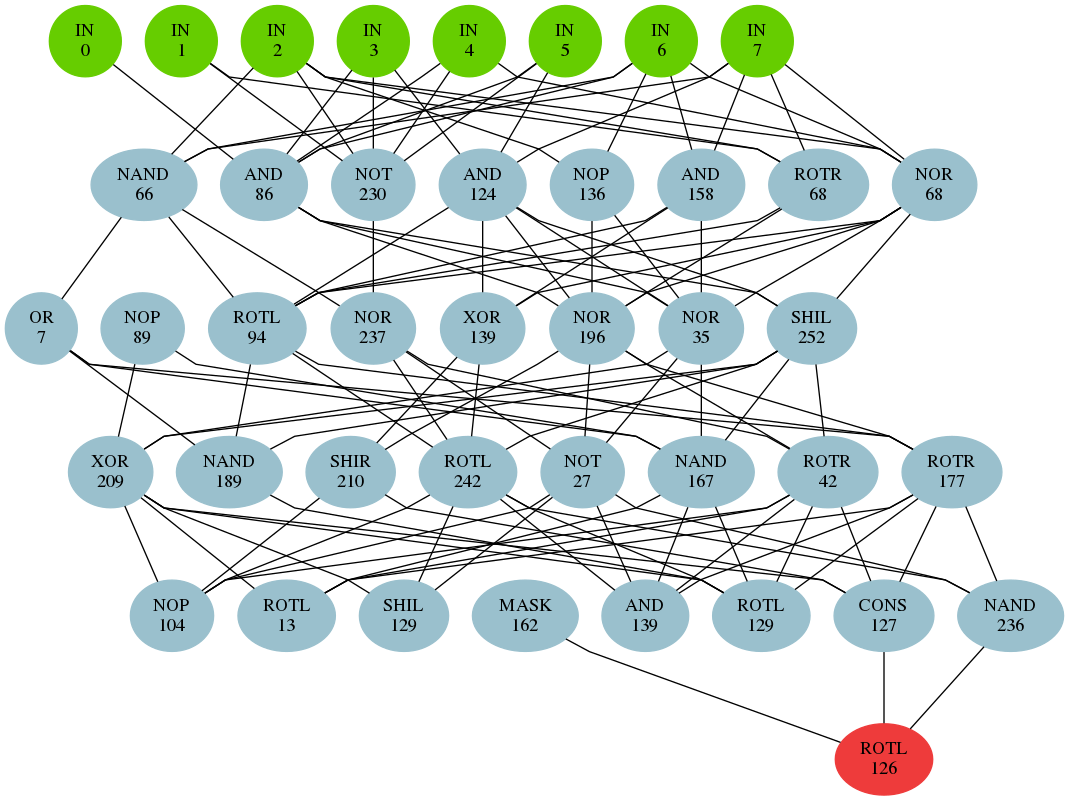 IN
0
IN
1
IN
2
IN
3
IN
4
IN
5
IN
6
IN
7
NAND
66
AND
86
NOT
230
AND
124
NOP
136
AND
158
ROTR
68
NOR
68
OR
7
NOP
89
ROTL
94
NOR
237
XOR
139
NOR
196
NOR
35
SHIL
252
XOR
209
NAND
189
SHIR
210
ROTL
242
NOT
27
NAND
167
ROTR
42
ROTR
177
NOP
104
ROTL
13
SHIL
129
MASK
162
AND
139
ROTL
129
CONS
127
NAND
236
ROTL
126